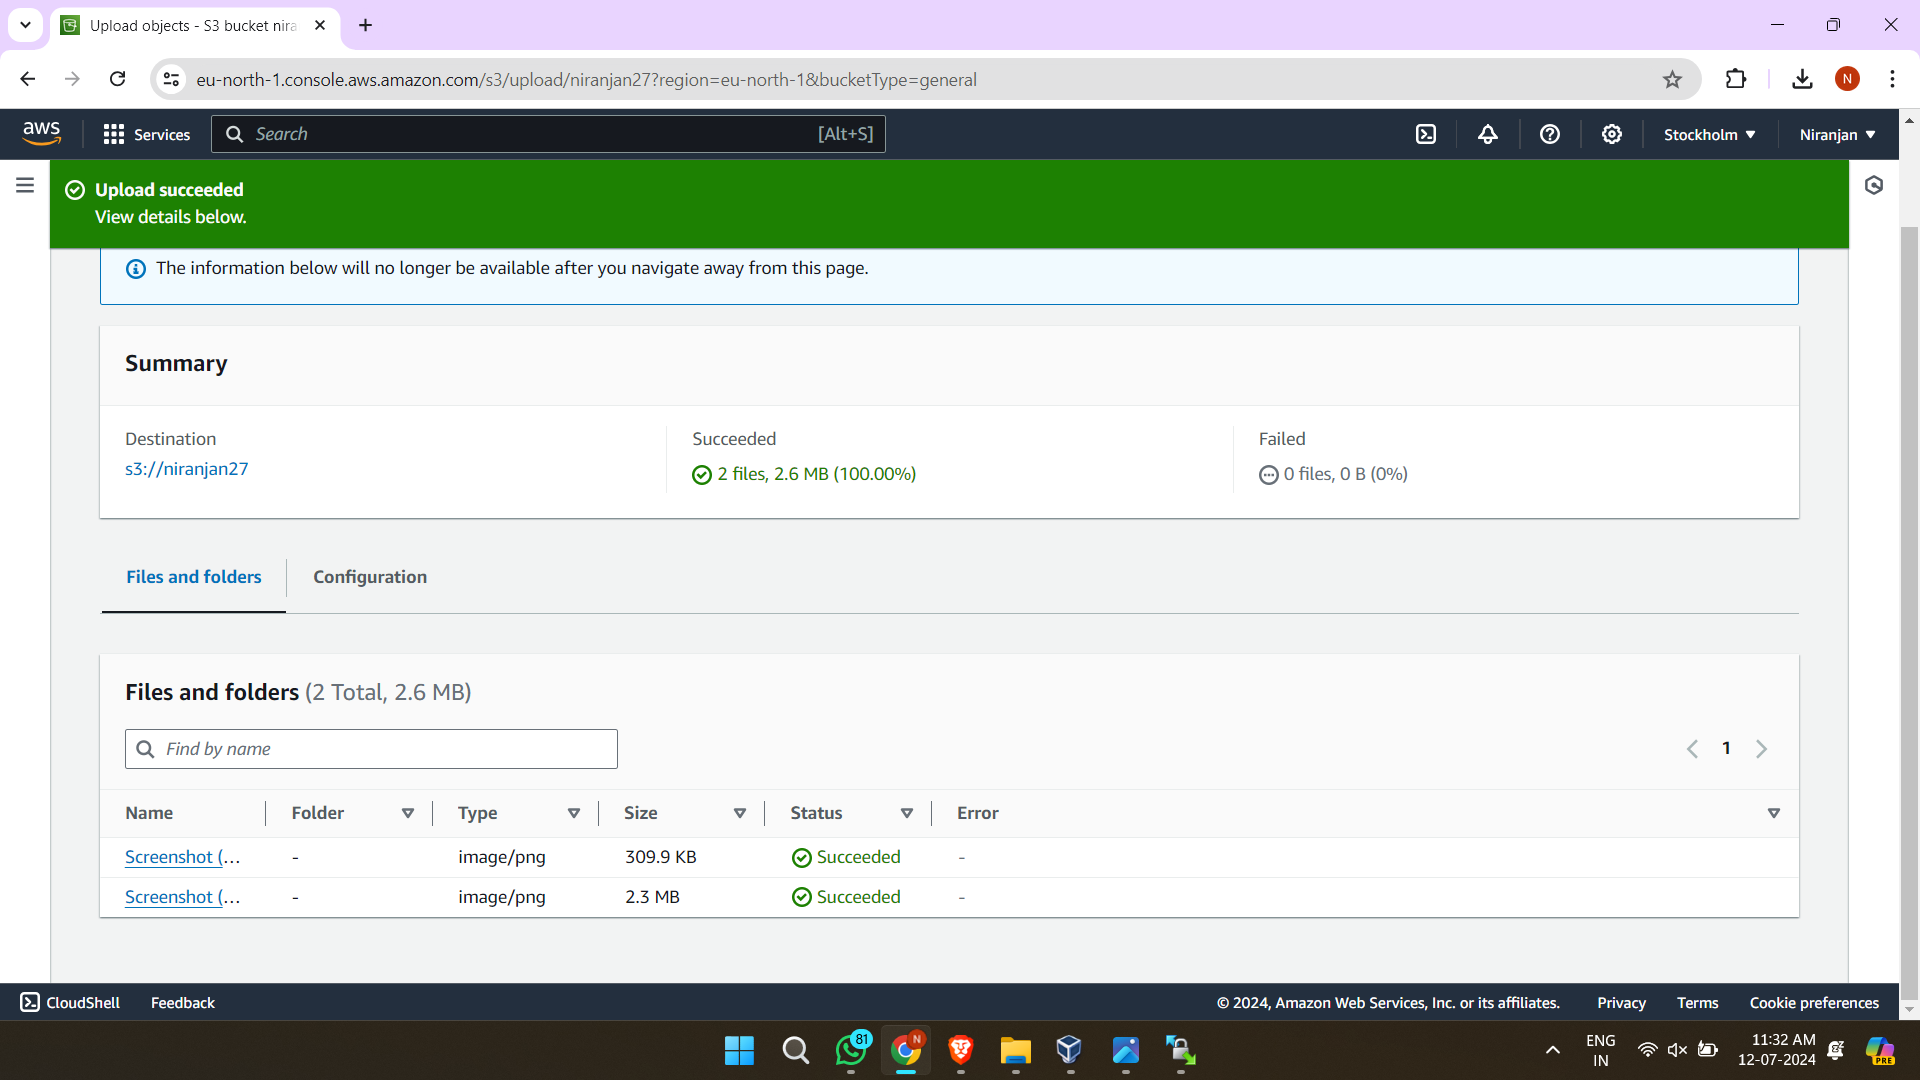 Upload objects - S3 bucket nira
eu-north-1.console.aws.amazon.com/s3/upload/niranjan27?region=eu-north-1&bucketType=general
N
aws
Services
Search
[Alt+S]
Stockholm
Niranjan
Upload succeeded
View details below.
The information below will no longer be available after you navigate away from this page.
Summary
Destination
s3://niranjan27
Succeeded
2 files, 2.6 MB (100.00%)
Failed
0 files, 0 B (0%)
Files and folders
Configuration
Files and folders (2 Total, 2.6 MB)
Find by name
1
Name Folder Type Size Status Error
Screenshot (... - image/png 309.9 KB Succeeded -
Screenshot (... - image/png 2.3 MB Succeeded -
CloudShell
Feedback
© 2024, Amazon Web Services, Inc. or its affiliates.
Privacy
Terms
Cookie preferences
81
N
ENG
IN
11:32 AM
12-07-2024
PRE